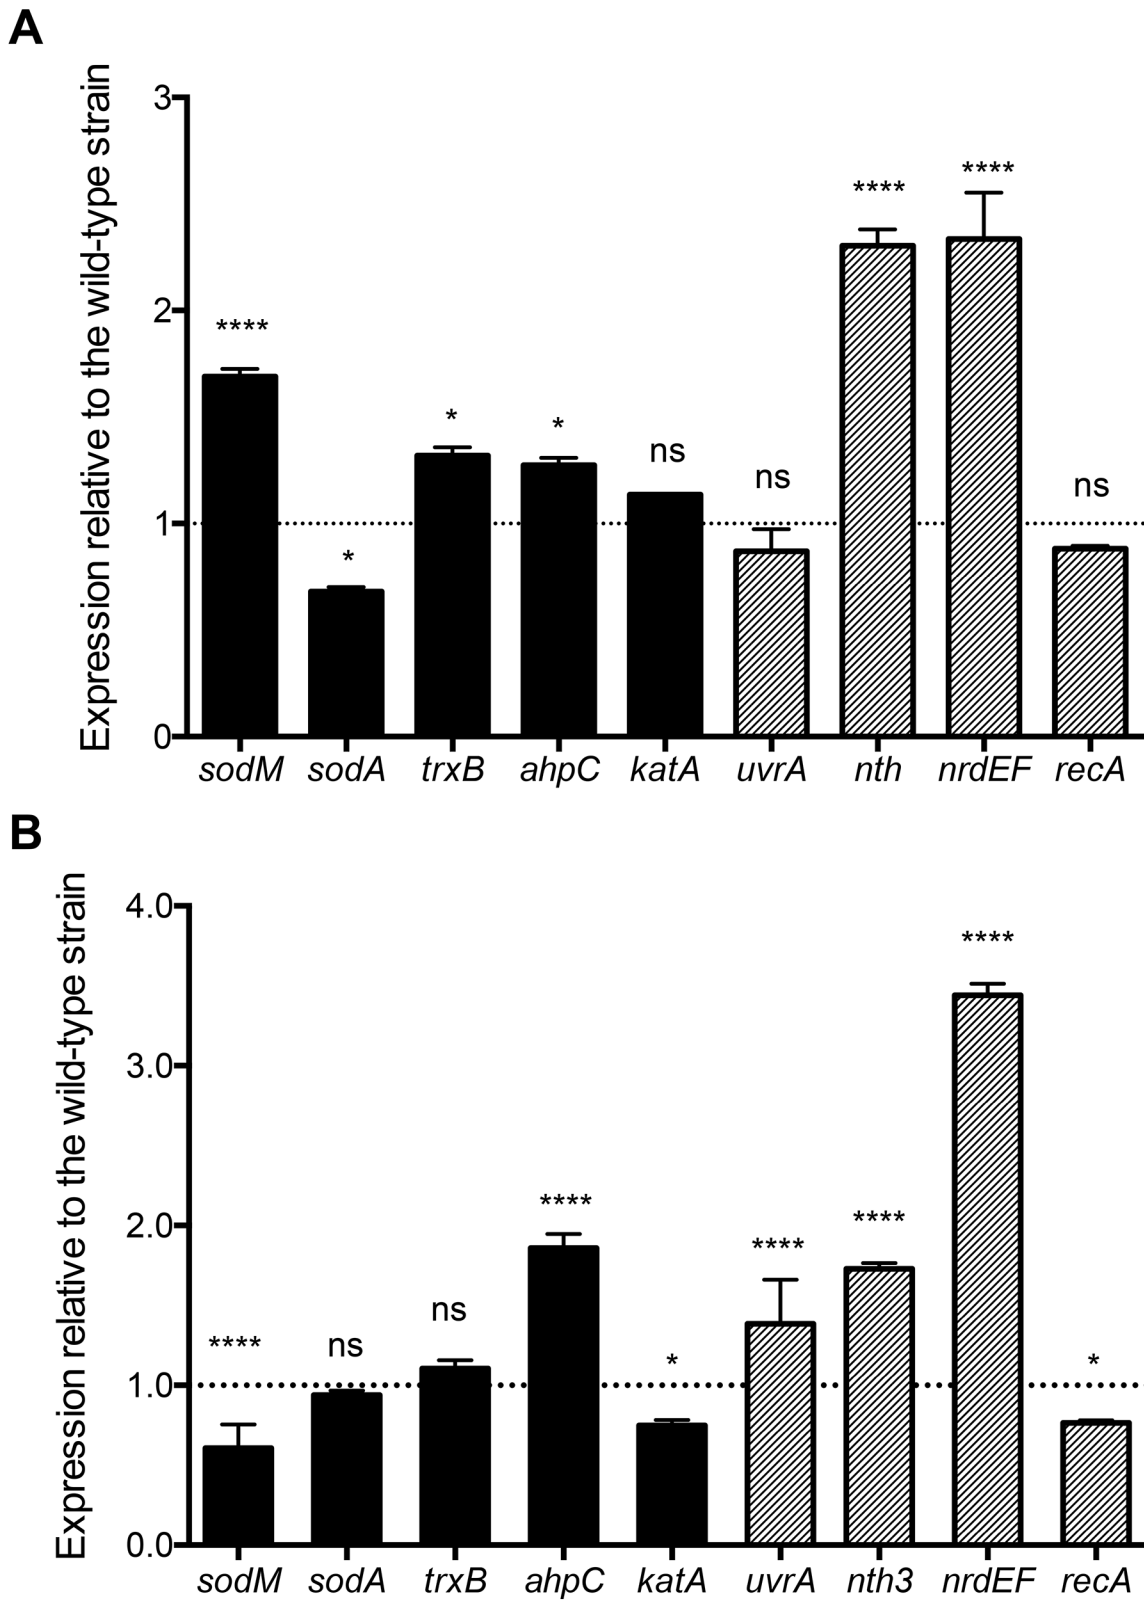 A
Expression relative to the wild-type strain
3
2
1
0
****
*
*
*
ns
ns
****
****
ns
sodM sodA trxB ahpC katA uvrA nth nrdEF recA
B
Expression relative to the wild-type strain
4.0
3.0
2.0
1.0
0.0
****
ns
ns
****
*
****
****
****
*
sodM sodA trxB ahpC katA uvrA nth3 nrdEF recA